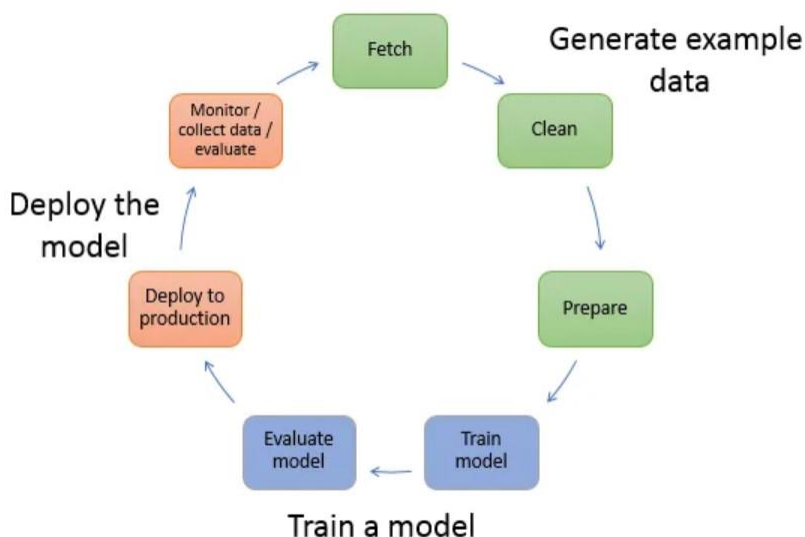 Fetch
Generate example
data
Clean
Prepare
Train
model
Train a model
Evaluate
model
Deploy to
production
Deploy the
model
Monitor /
collect data /
evaluate